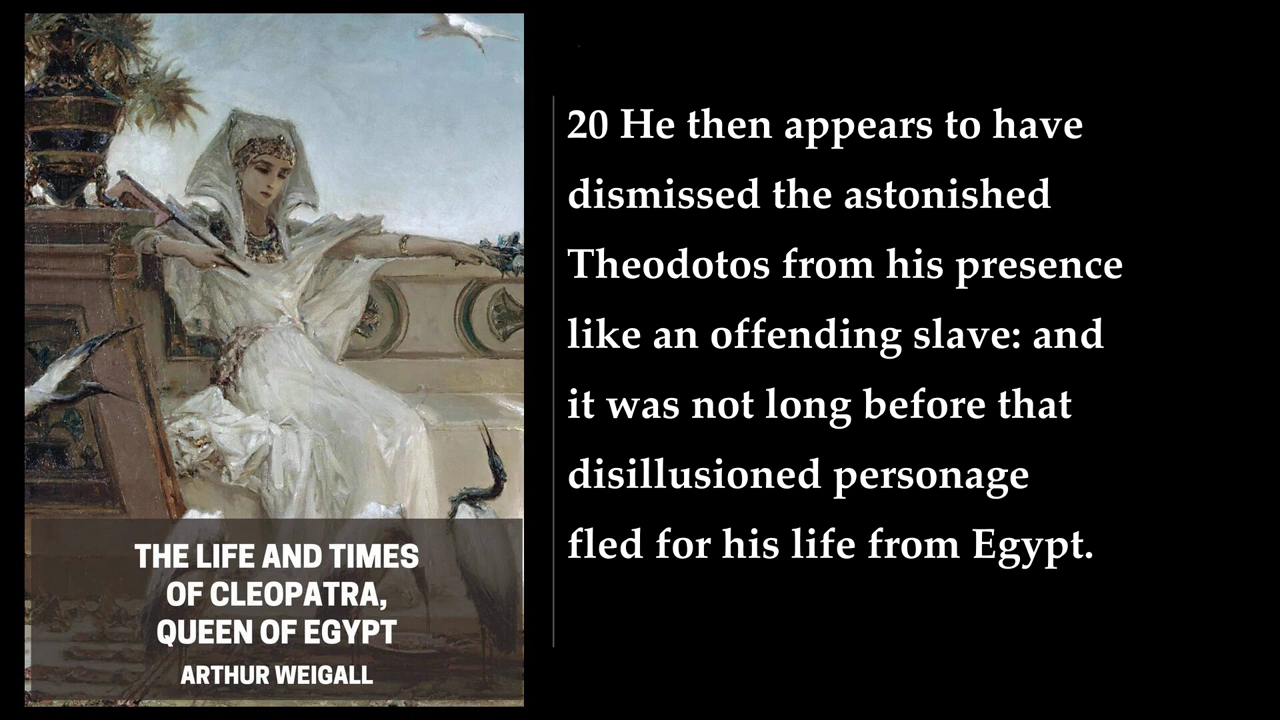 THE LIFE AND TIMES
OF CLEOPATRA,
QUEEN OF EGYPT
ARTHUR WEIGALL
20 He then appears to have
dismissed the astonished
Theodotos from his presence
like an offending slave: and
it was not long before that
disillusioned personage
fled for his life from Egypt.